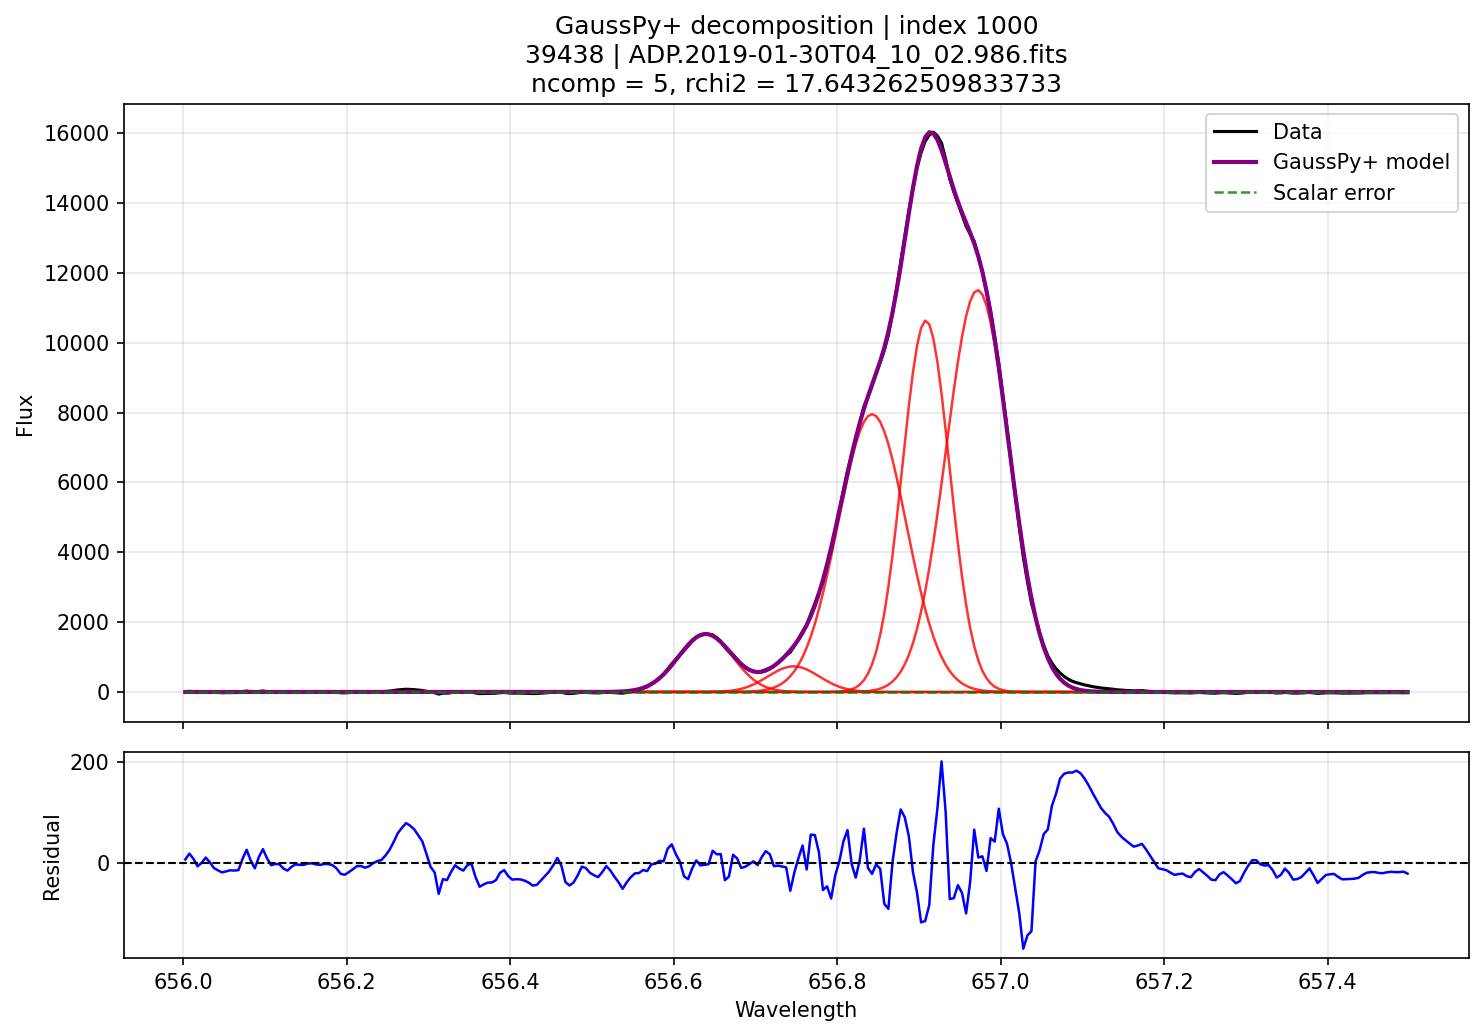 GaussPy+ decomposition | index 1000
39438 | ADP.2019-01-30T04_10_02.986.fits
ncomp = 5, rchi2 = 17.643262509833733
Data
GaussPy+ model
Scalar error
16000
14000
12000
10000
8000
6000
4000
2000
0
Flux
200
0
Residual
656.0 656.2 656.4 656.6 656.8 657.0 657.2 657.4
Wavelength